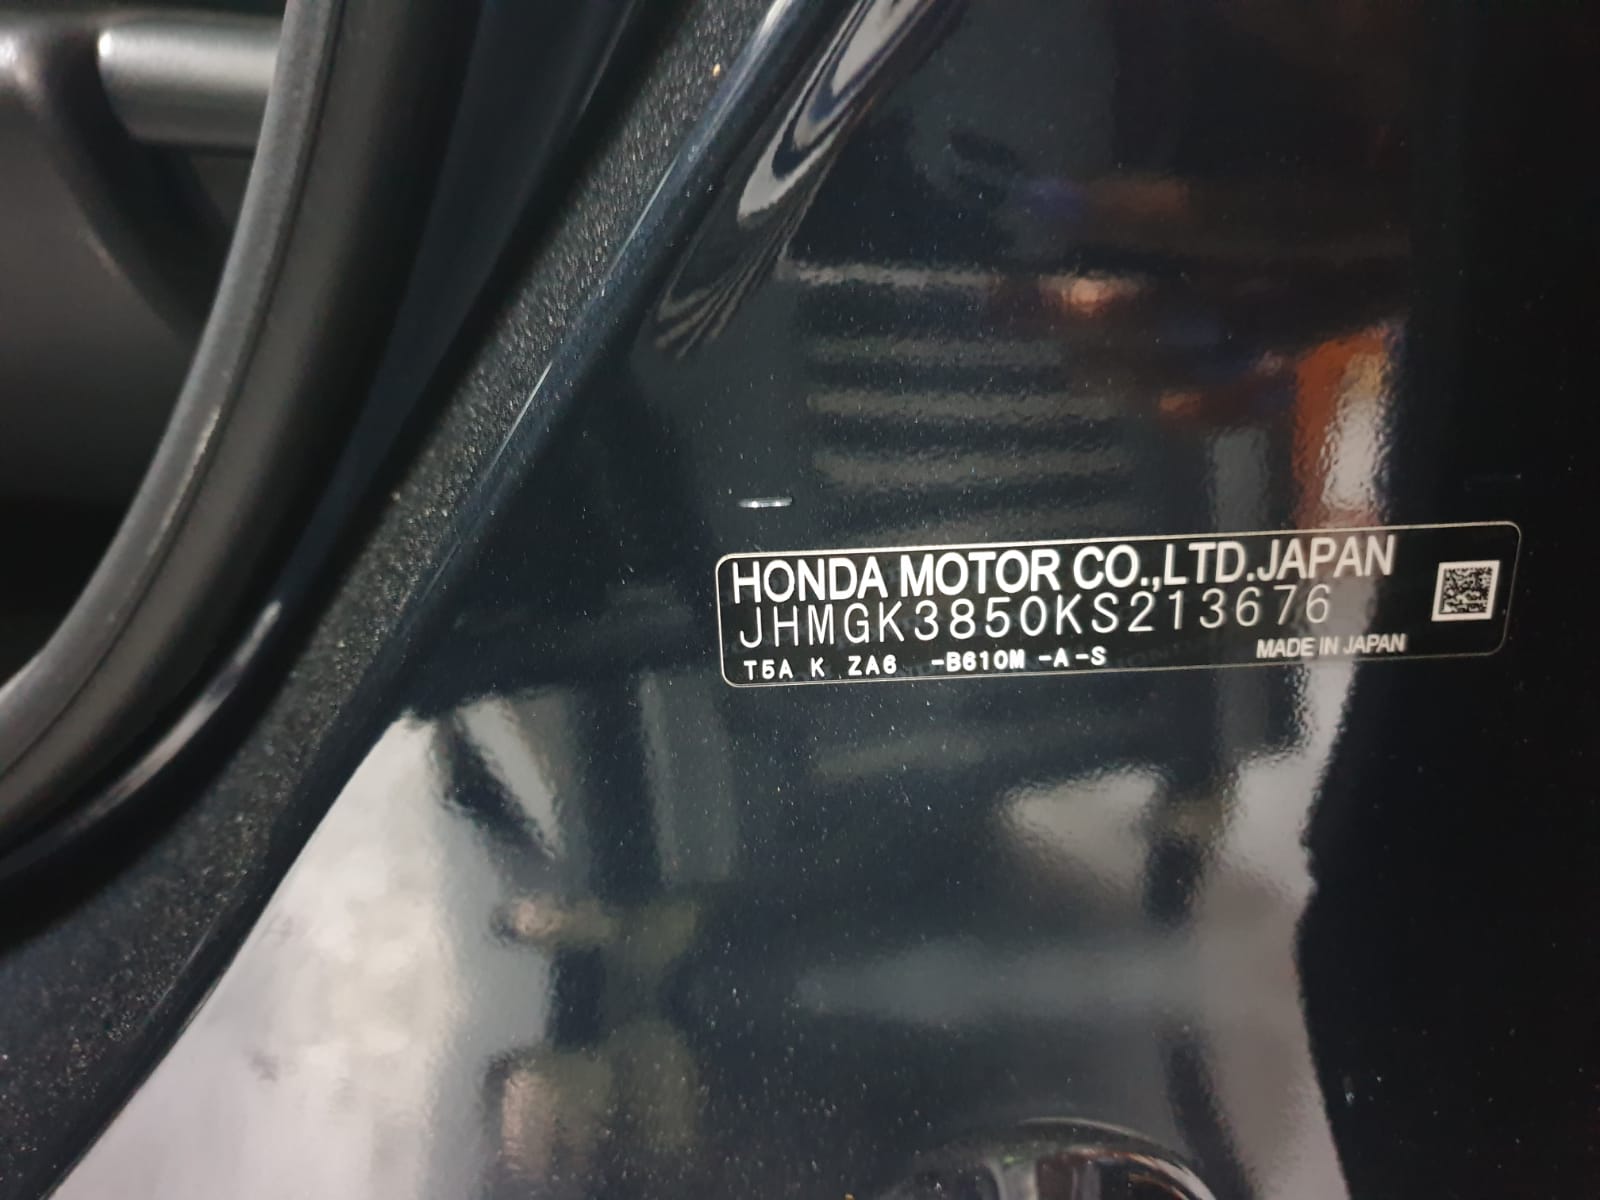 HONDA MOTOR CO.,LTD.JAPAN
JHMGK3850KS213676
MADE IN JAPAN
T5A K ZA6 -B610M -A-S